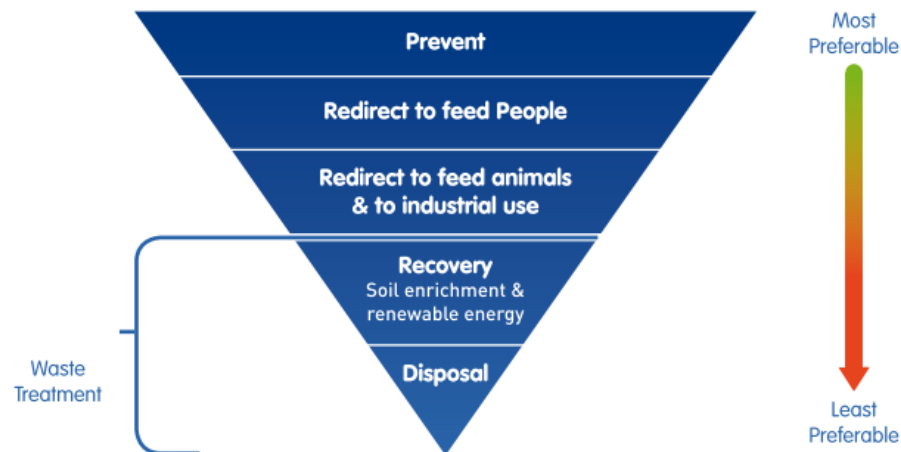 Prevent
Most
Preferable
Redirect to feed People
Redirect to feed animals
& to industrial use
Recovery
Soil enrichment &
renewable energy
Disposal
Waste
Treatment
Least
Preferable